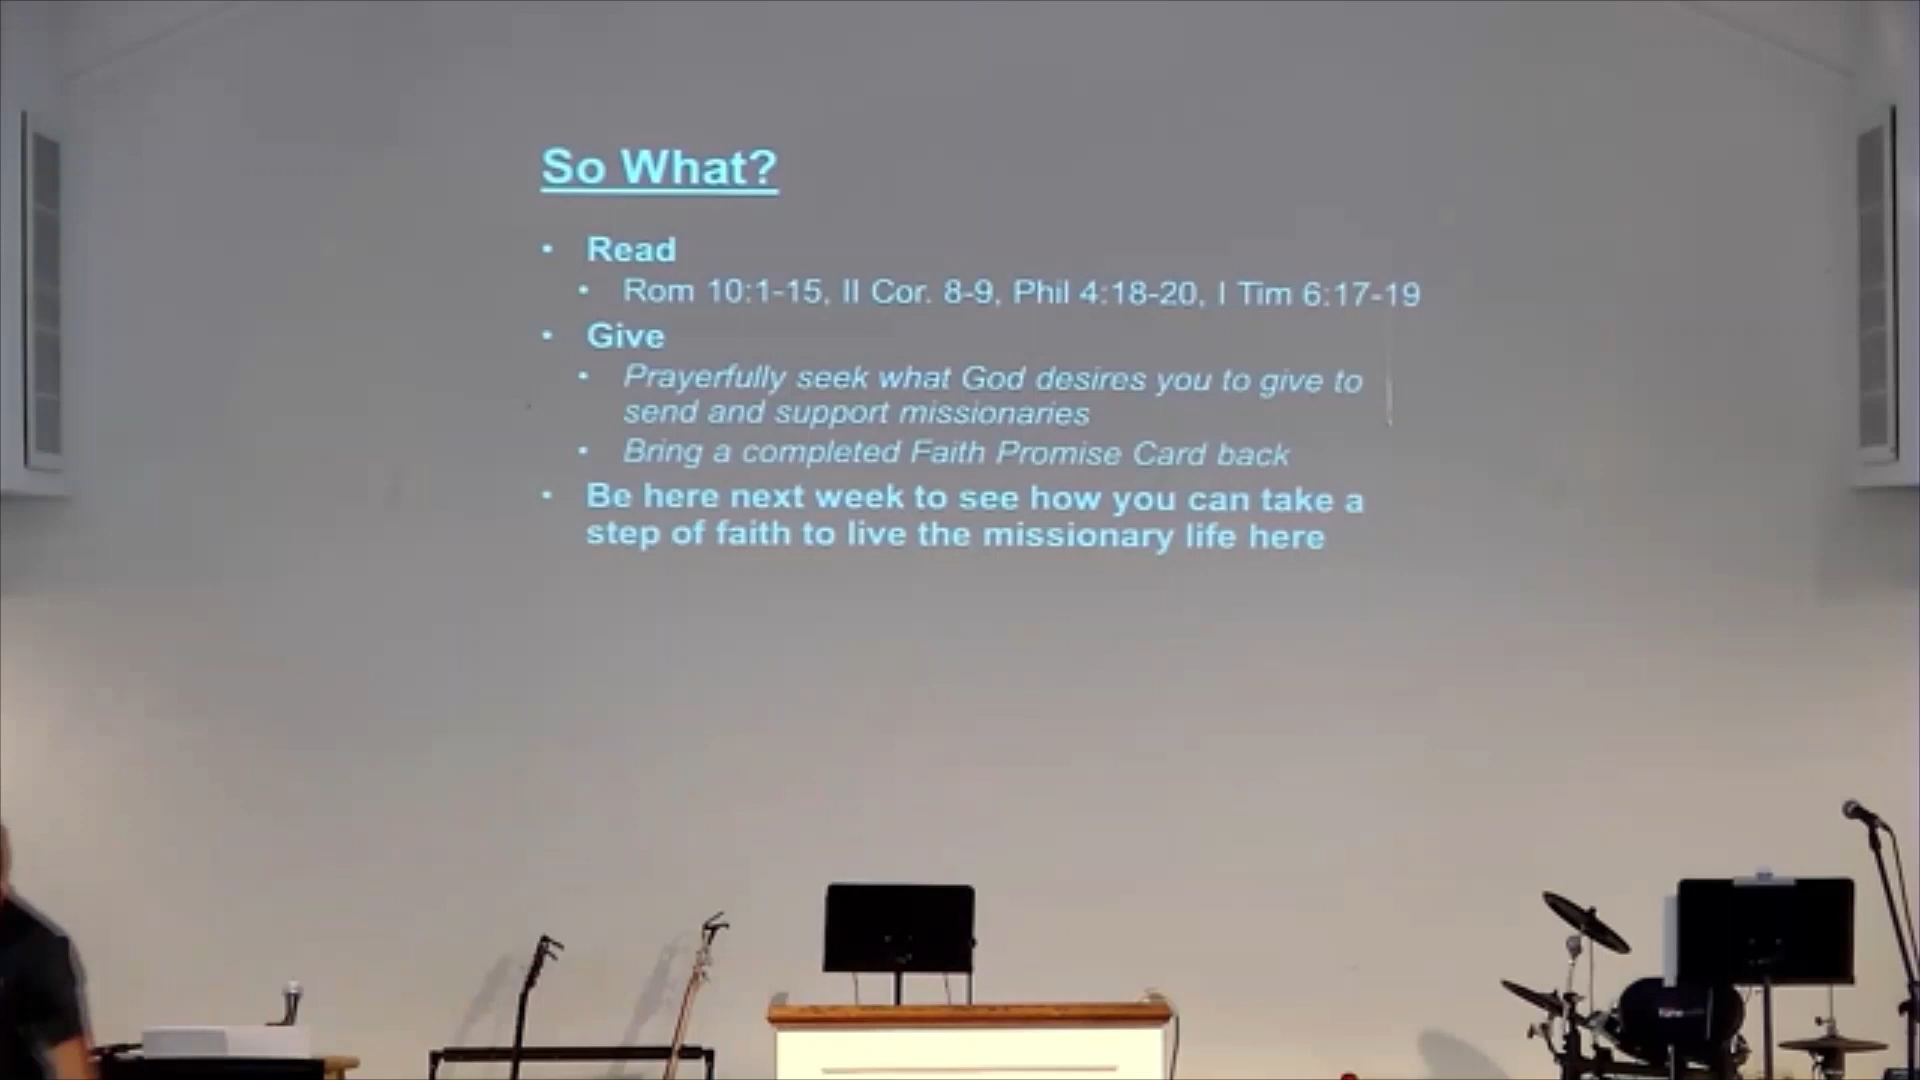 So What?
• Read
• Rom 10:1-15, II Cor. 8-9, Phil 4:18-20, I Tim 6:17-19
• Give
• Prayerfully seek what God desires you to give to
send and support missionaries
• Bring a completed Faith Promise Card back
• Be here next week to see how you can take a
step of faith to live the missionary life here